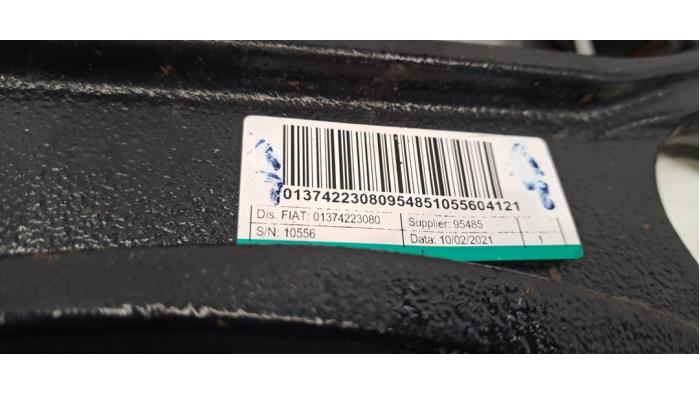 01374223080954851055604121
Dis. FIAT: 01374223080 Supplier: 95485
S/N: 10556 Data: 10/02/2021 1